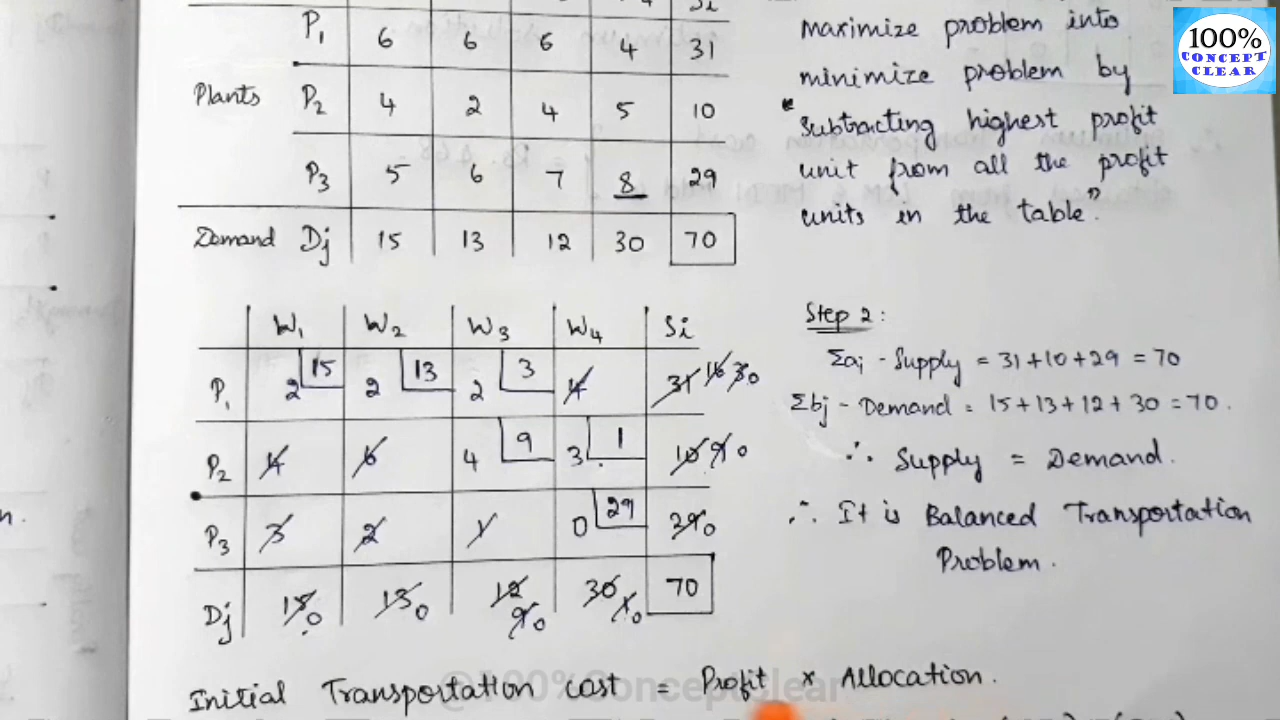 Si
P1 6 6 6 4 31
Plants P2 4 2 4 5 10
P3 5 6 7 8 29
Demand Dj 15 13 12 30 70
maximize problem into
minimize problem by
"Subtracting highest profit
unit from all the profit
units in the table"
100%
CONCEPT
CLEAR
W1 W2 W3 W4 Si
P1 2 15 2 13 2 3 4 31 16 3 0
P2 4 6 4 9 3 1 10 9 0
P3 3 2 1 0 29 29 0
Dj 15 0 13 0 12 9 0 30 1 0 70
Step 2:
Σai - Supply = 31+10+29 = 70
Σbj - Demand = 15+13+12+30=70.
∴ Supply = Demand.
∴ It is Balanced Transportation
Problem.
@100%ConceptClear
Initial Transportation cost = Profit × Allocation.